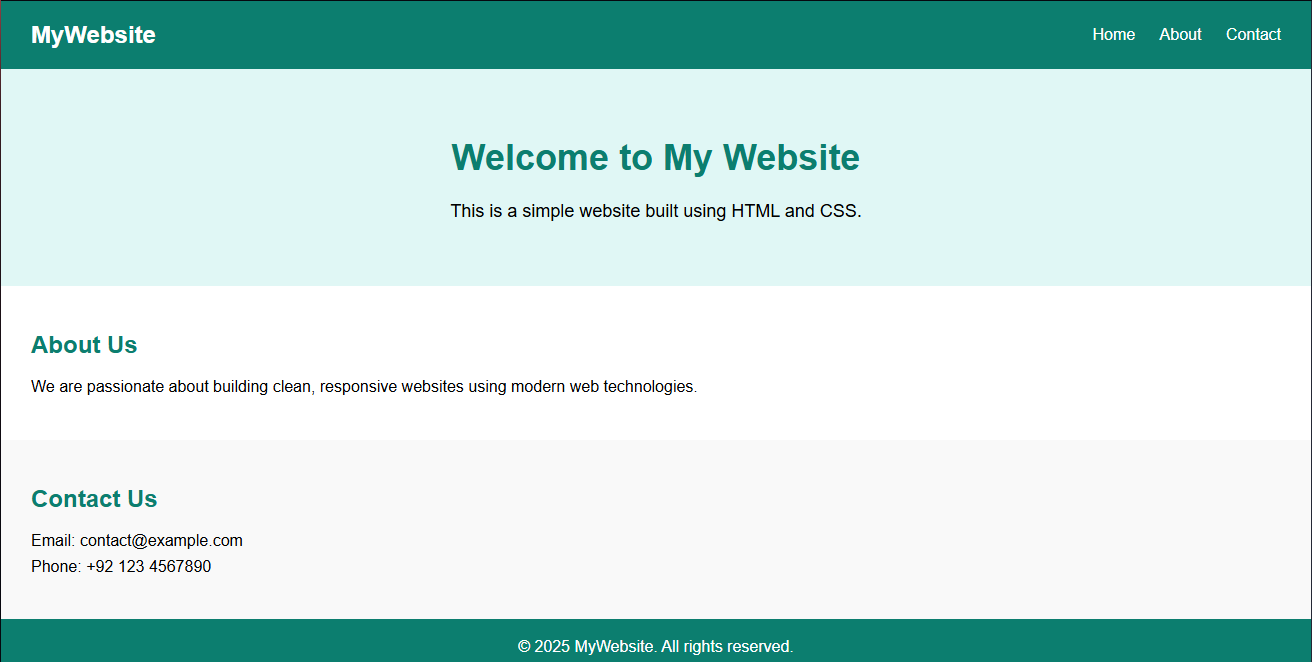 MyWebsite
Home About Contact
Welcome to My Website
This is a simple website built using HTML and CSS.
About Us
We are passionate about building clean, responsive websites using modern web technologies.
Contact Us
Email: contact@example.com
Phone: +92 123 4567890
© 2025 MyWebsite. All rights reserved.